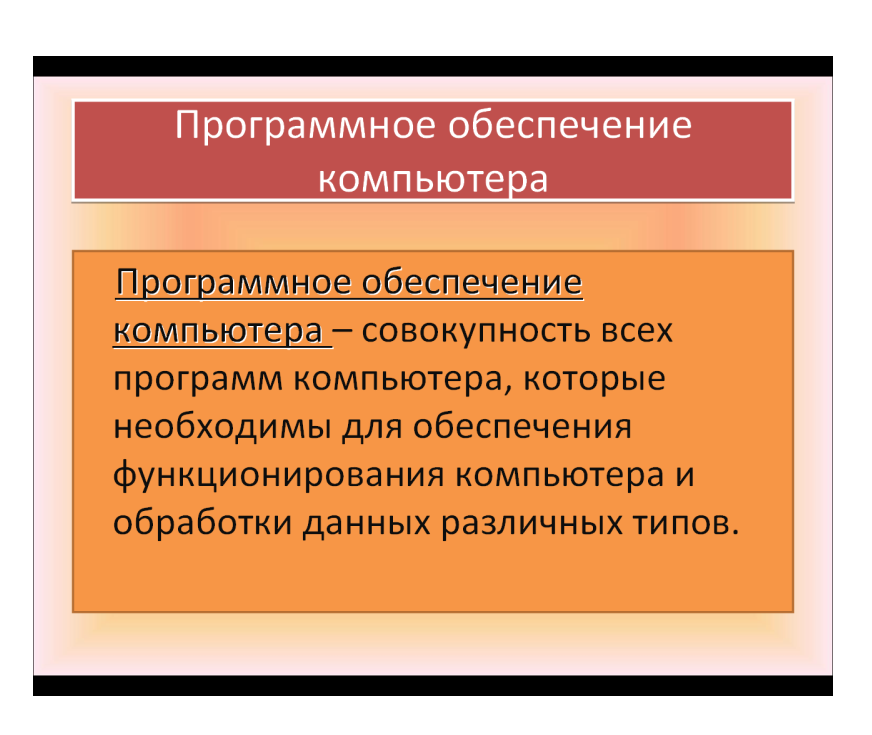 Программное обеспечение
компьютера
Программное обеспечение
компьютера – совокупность всех
программ компьютера, которые
необходимы для обеспечения
функционирования компьютера и
обработки данных различных типов.